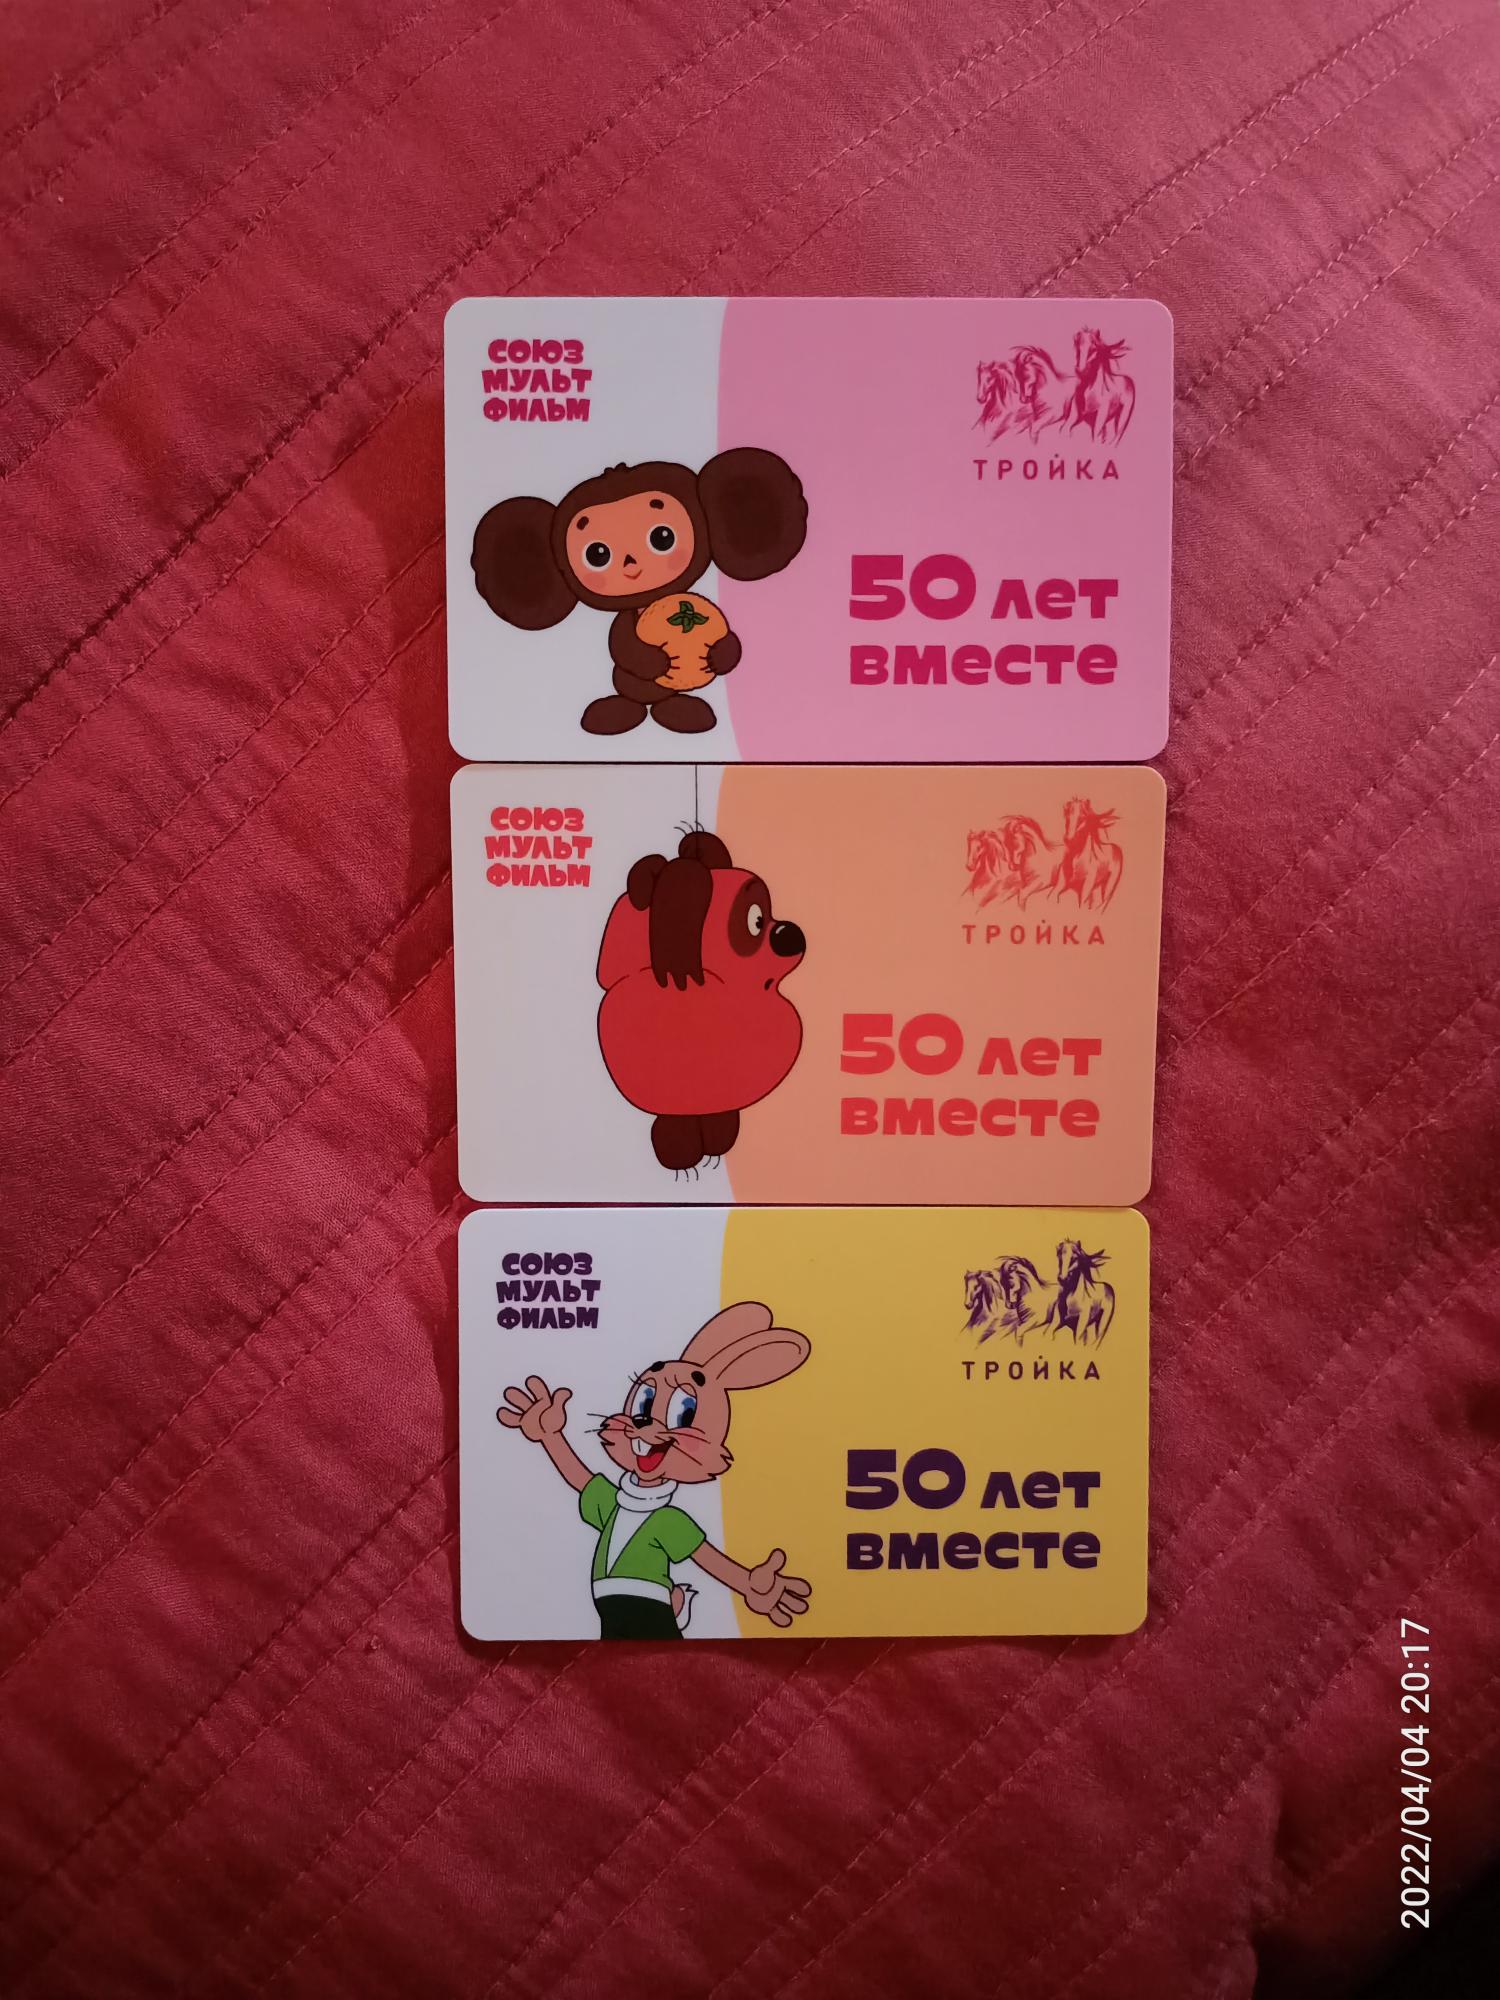 СОЮЗ
МУЛЬТ
ФИЛЬМ
ТРОЙКА
50 лет
вместе
СОЮЗ
МУЛЬТ
ФИЛЬМ
ТРОЙКА
50 лет
вместе
СОЮЗ
МУЛЬТ
ФИЛЬМ
ТРОЙКА
50 лет
вместе
2022/04/04 20:17